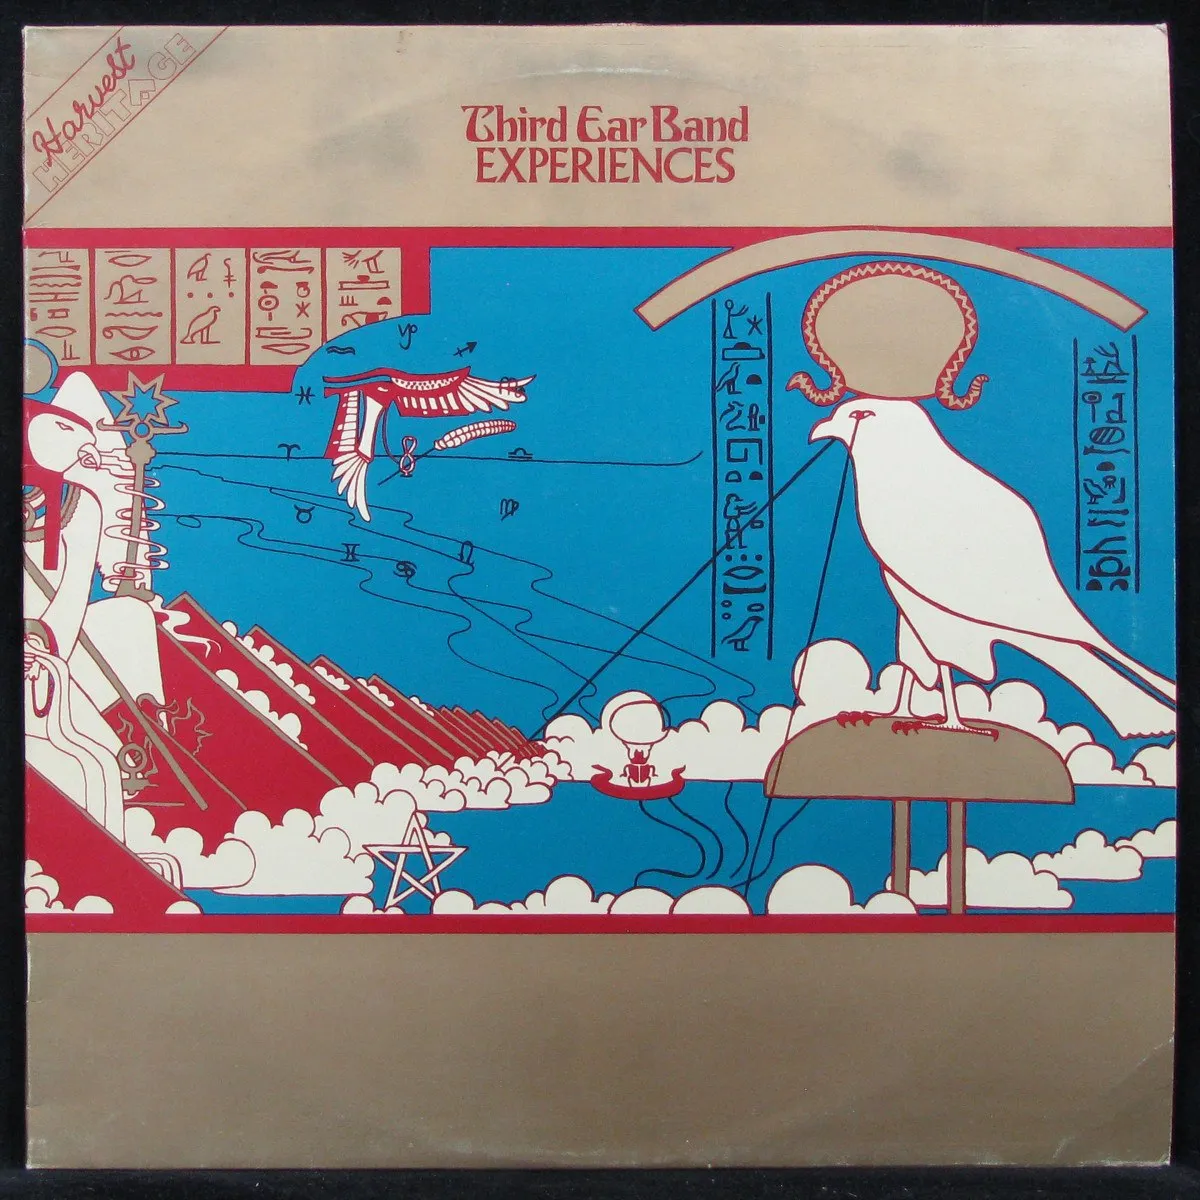 Harvest
HERITAGE
Third Ear Band
EXPERIENCES